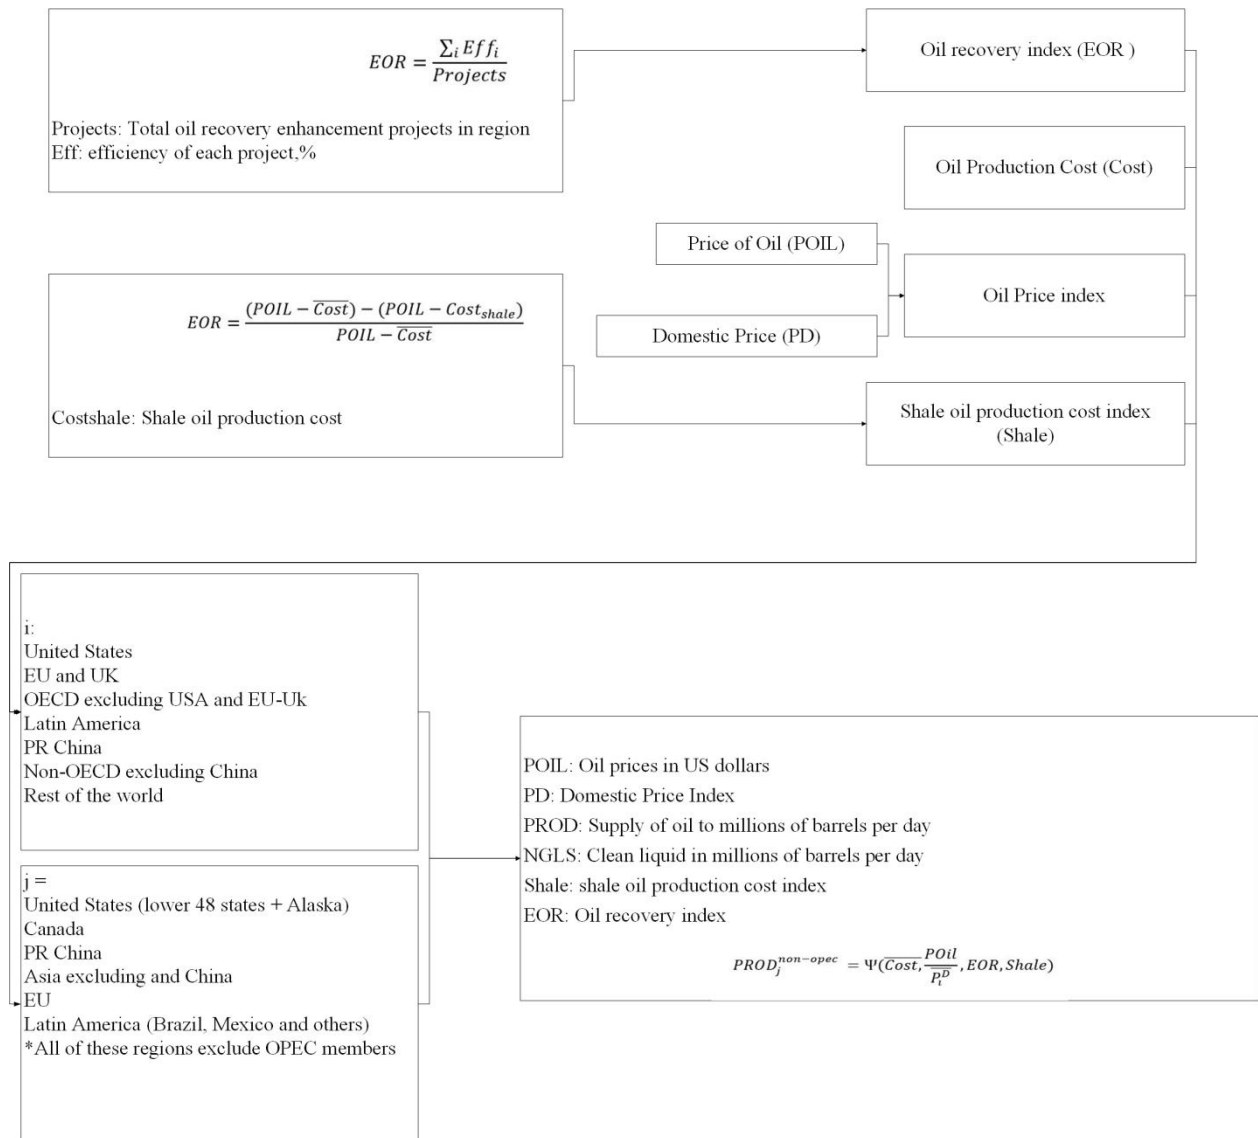 EOR = ∑ᵢ Effᵢ / Projects
Projects: Total oil recovery enhancement projects in region
Eff: efficiency of each project,%
Oil recovery index (EOR )
Oil Production Cost (Cost)
Price of Oil (POIL)
Domestic Price (PD)
Oil Price index
EOR = (POIL − C̅o̅s̅t̅) − (POIL − Cost_shale) / POIL − C̅o̅s̅t̅
Costshale: Shale oil production cost
Shale oil production cost index
(Shale)
i:
United States
EU and UK
OECD excluding USA and EU-Uk
Latin America
PR China
Non-OECD excluding China
Rest of the world
j =
United States (lower 48 states + Alaska)
Canada
PR China
Asia excluding and China
EU
Latin America (Brazil, Mexico and others)
*All of these regions exclude OPEC members
POIL: Oil prices in US dollars
PD: Domestic Price Index
PROD: Supply of oil to millions of barrels per day
NGLS: Clean liquid in millions of barrels per day
Shale: shale oil production cost index
EOR: Oil recovery index
PROD_j^non−opec = Ψ(C̅o̅s̅t̅, POil / P_i^D, EOR, Shale)